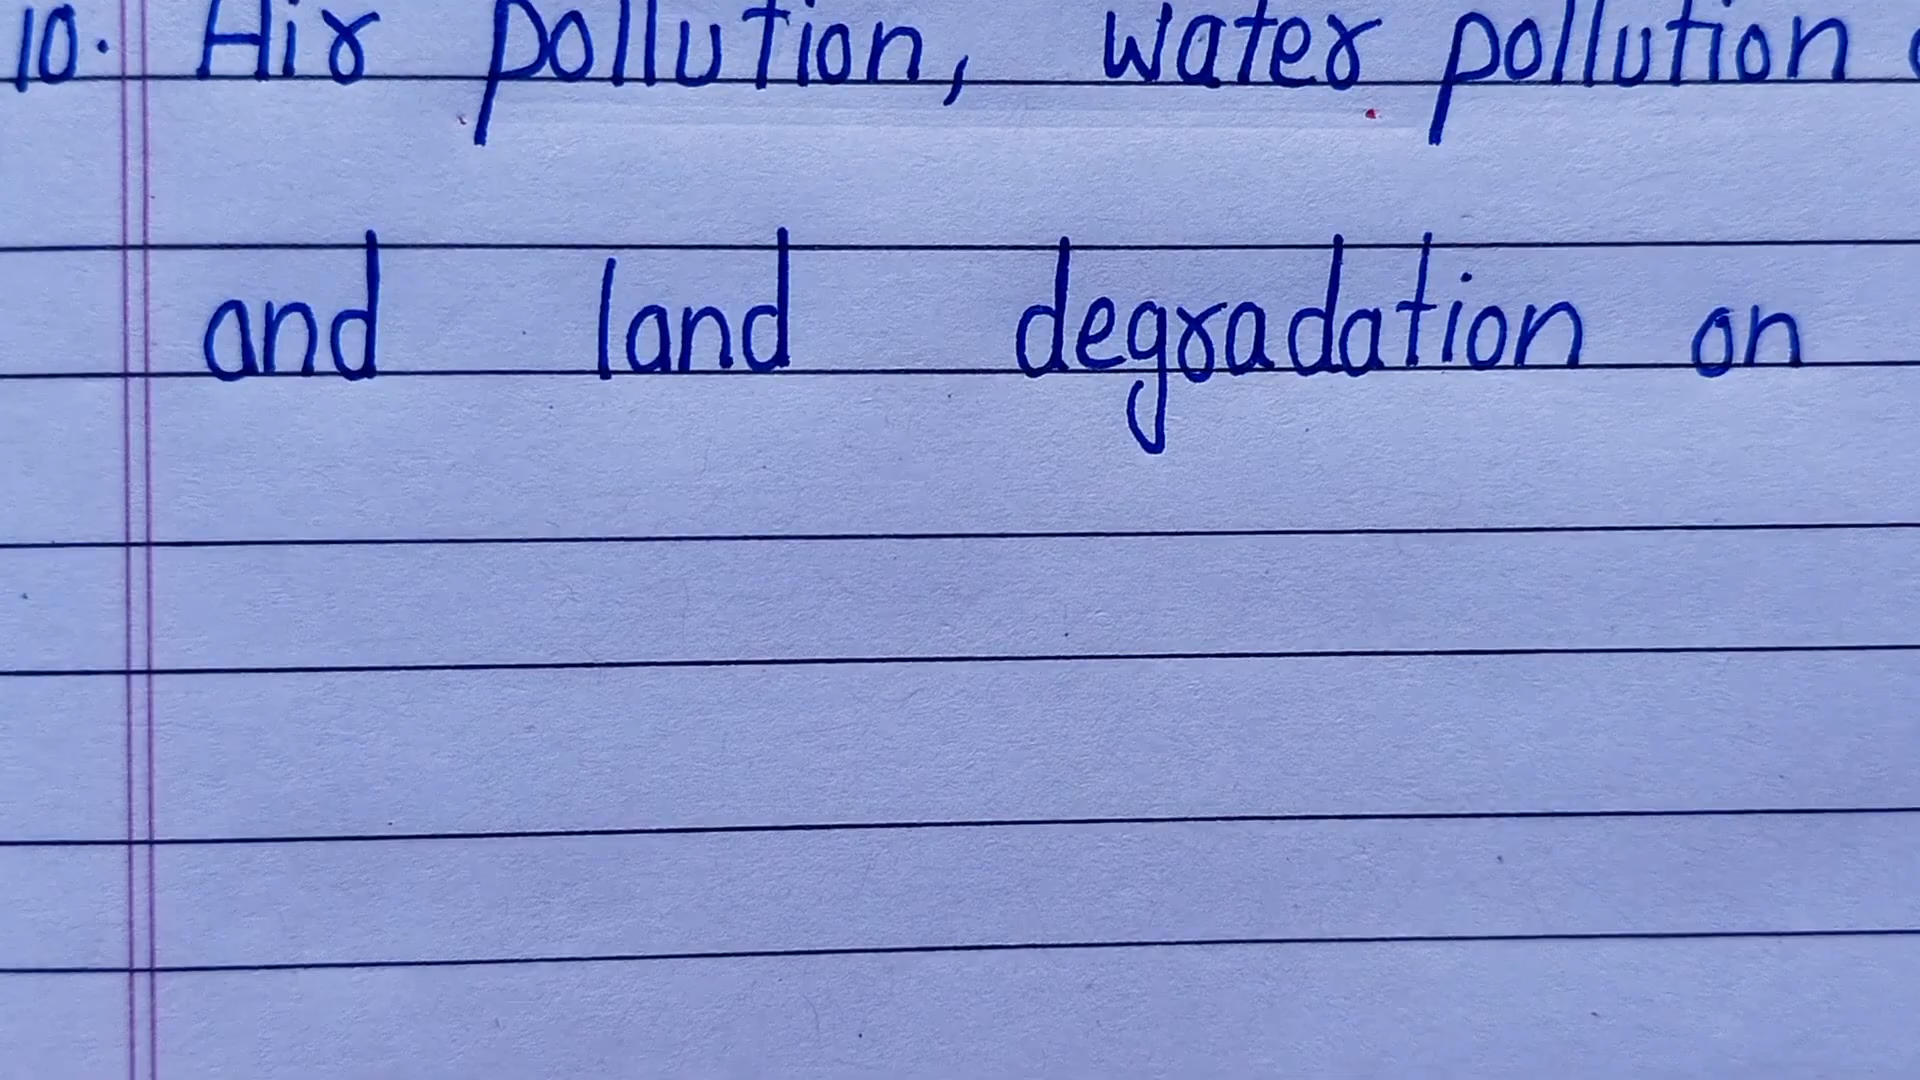 10. Air pollution, water pollution
and land degradation on